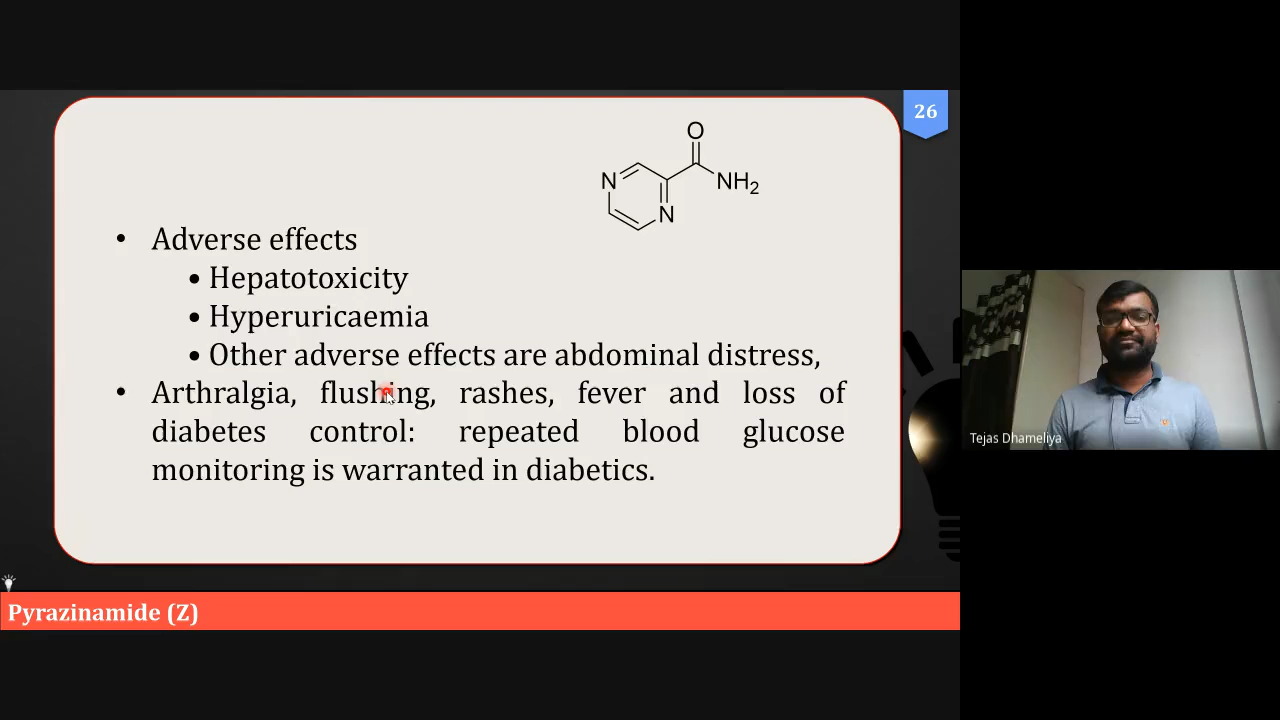 26
O
N
NH2
N
• Adverse effects
• Hepatotoxicity
• Hyperuricaemia
• Other adverse effects are abdominal distress,
• Arthralgia, flushing, rashes, fever and loss of
diabetes control: repeated blood glucose
monitoring is warranted in diabetics.
Tejas Dhameliya
Pyrazinamide (Z)